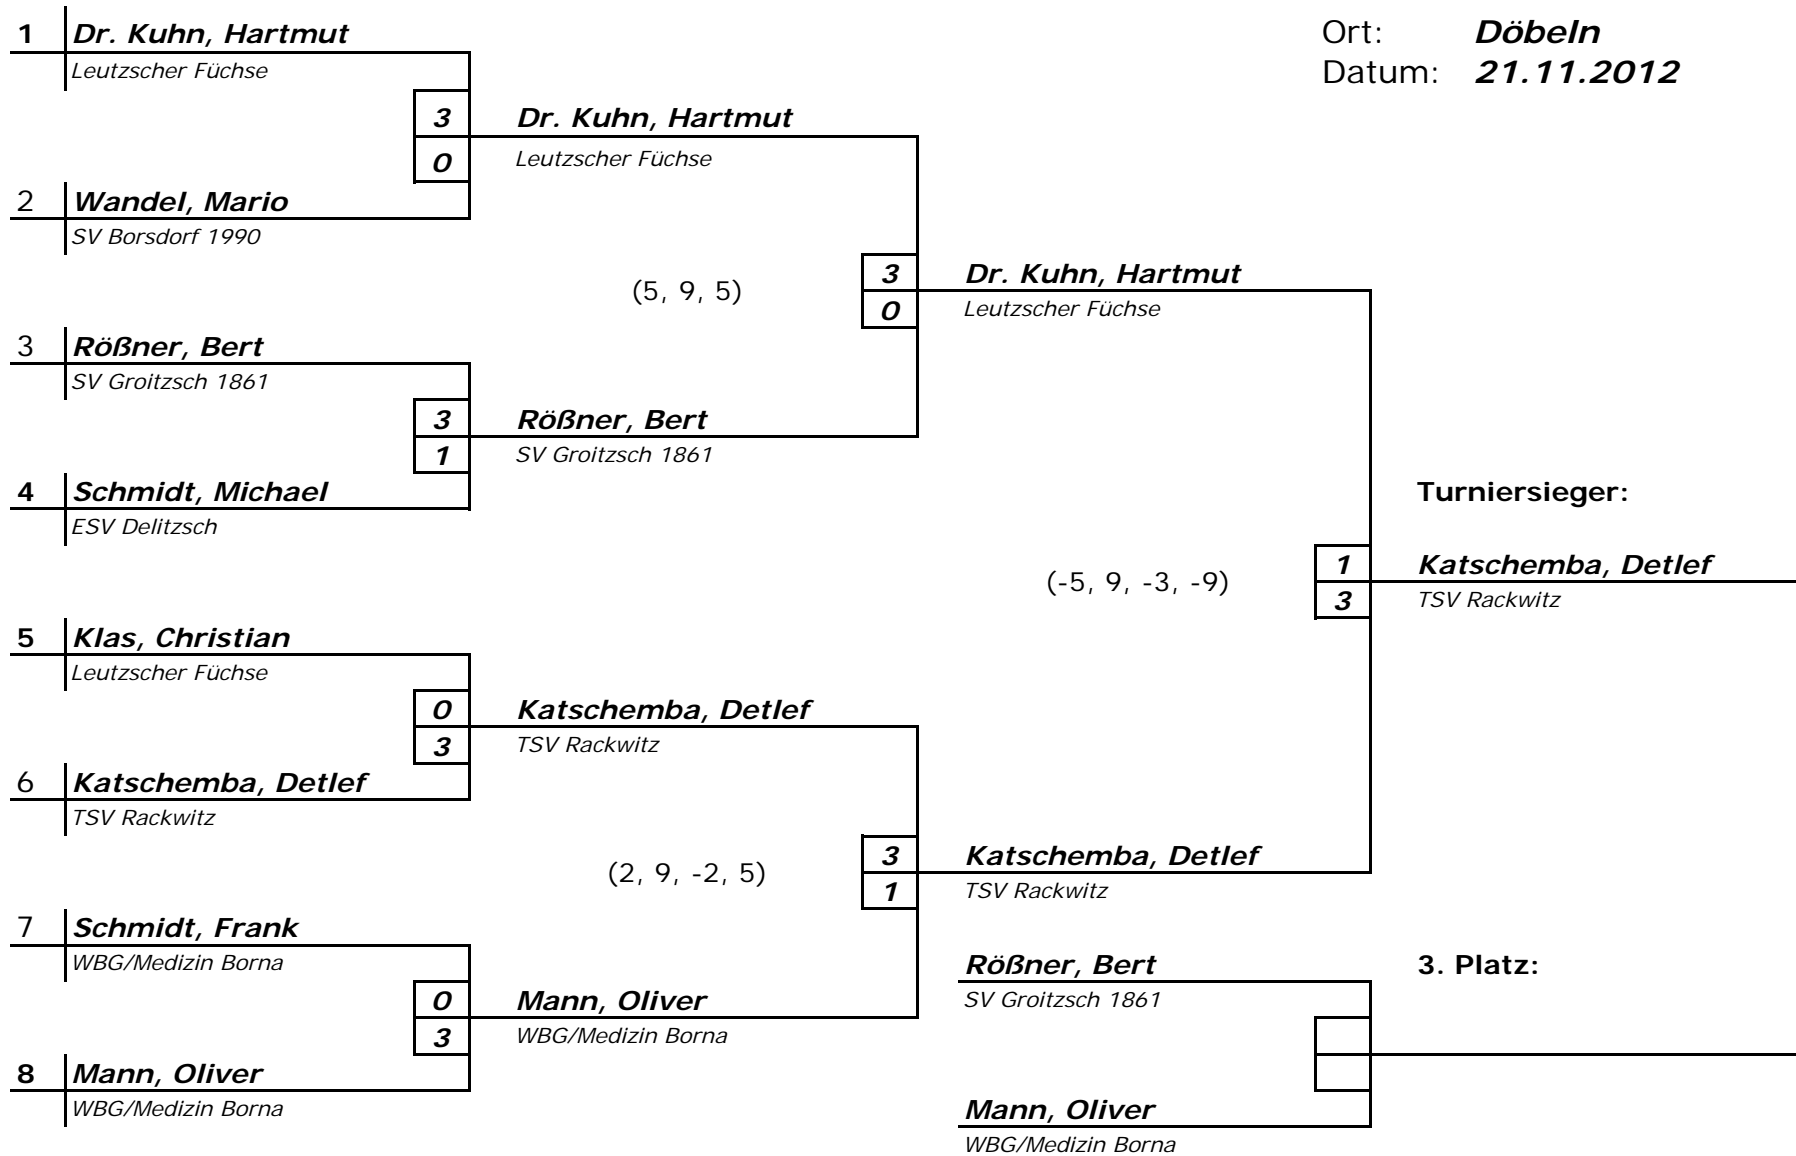 Ort: Döbeln
Datum: 21.11.2012
1 Dr. Kuhn, Hartmut
Leutzscher Füchse
3 Dr. Kuhn, Hartmut
0 Leutzscher Füchse
2 Wandel, Mario
SV Borsdorf 1990
(5, 9, 5) 3 Dr. Kuhn, Hartmut
0 Leutzscher Füchse
3 Rößner, Bert
SV Groitzsch 1861
3 Rößner, Bert
1 SV Groitzsch 1861
4 Schmidt, Michael
ESV Delitzsch
Turniersieger:
(-5, 9, -3, -9) 1 Katschemba, Detlef
3 TSV Rackwitz
5 Klas, Christian
Leutzscher Füchse
0 Katschemba, Detlef
3 TSV Rackwitz
6 Katschemba, Detlef
TSV Rackwitz
(2, 9, -2, 5) 3 Katschemba, Detlef
1 TSV Rackwitz
7 Schmidt, Frank
WBG/Medizin Borna
Rößner, Bert 3. Platz:
SV Groitzsch 1861
0 Mann, Oliver
3 WBG/Medizin Borna
8 Mann, Oliver
WBG/Medizin Borna
Mann, Oliver
WBG/Medizin Borna